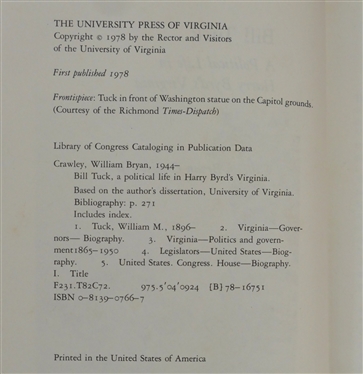 THE UNIVERSITY PRESS OF VIRGINIA
Copyright © 1978 by the Rector and Visitors
of the University of Virginia
First published 1978
Frontispiece: Tuck in front of Washington statue on the Capitol grounds.
(Courtesy of the Richmond Times-Dispatch)
Library of Congress Cataloging in Publication Data
Crawley, William Bryan, 1944–
Bill Tuck, a political life in Harry Byrd's Virginia.
Based on the author's dissertation, University of Virginia.
Bibliography: p. 271
Includes index.
1. Tuck, William M., 1896– 2. Virginia—Gover-
nors— Biography. 3. Virginia—Politics and govern-
ment1865–1950 4. Legislators—United States—Biog-
raphy. 5. United States. Congress. House—Biography.
I. Title
F231.T82C72. 975.5'04'0924 [B] 78–16751
ISBN 0–8139–0766–7
Printed in the United States of America